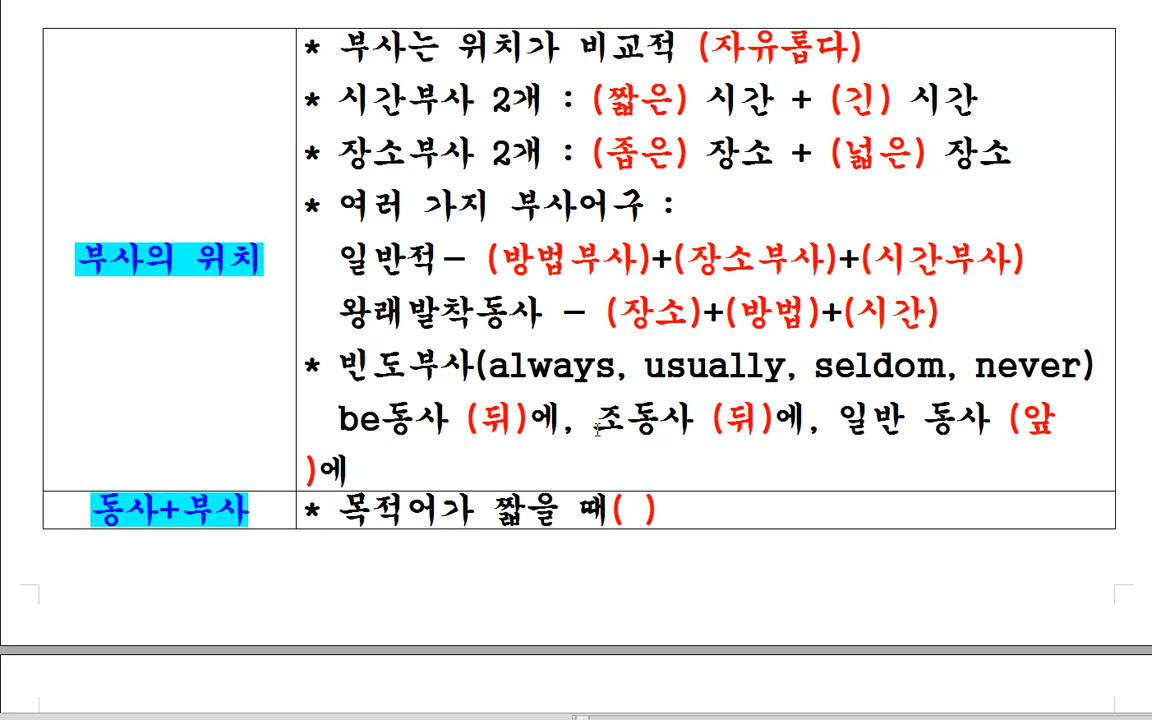 * 부사는 위치가 비교적 (자유롭다)
* 시간부사 2개 : (짧은) 시간 + (긴) 시간
* 장소부사 2개 : (좁은) 장소 + (넓은) 장소
* 여러 가지 부사어구 :
부사의 위치
일반적- (방법부사)+(장소부사)+(시간부사)
왕래발착동사 - (장소)+(방법)+(시간)
* 빈도부사(always, usually, seldom, never)
be동사 (뒤)에, 조동사 (뒤)에, 일반 동사 (앞
)에
동사+부사
* 목적어가 짧을 때( )